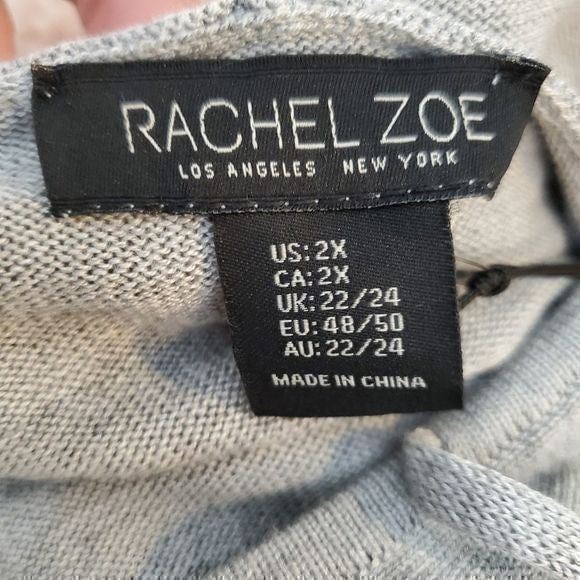 RACHEL ZOE
LOS ANGELES NEW YORK
US: 2X
CA: 2X
UK: 22/24
EU: 48/50
AU: 22/24
MADE IN CHINA